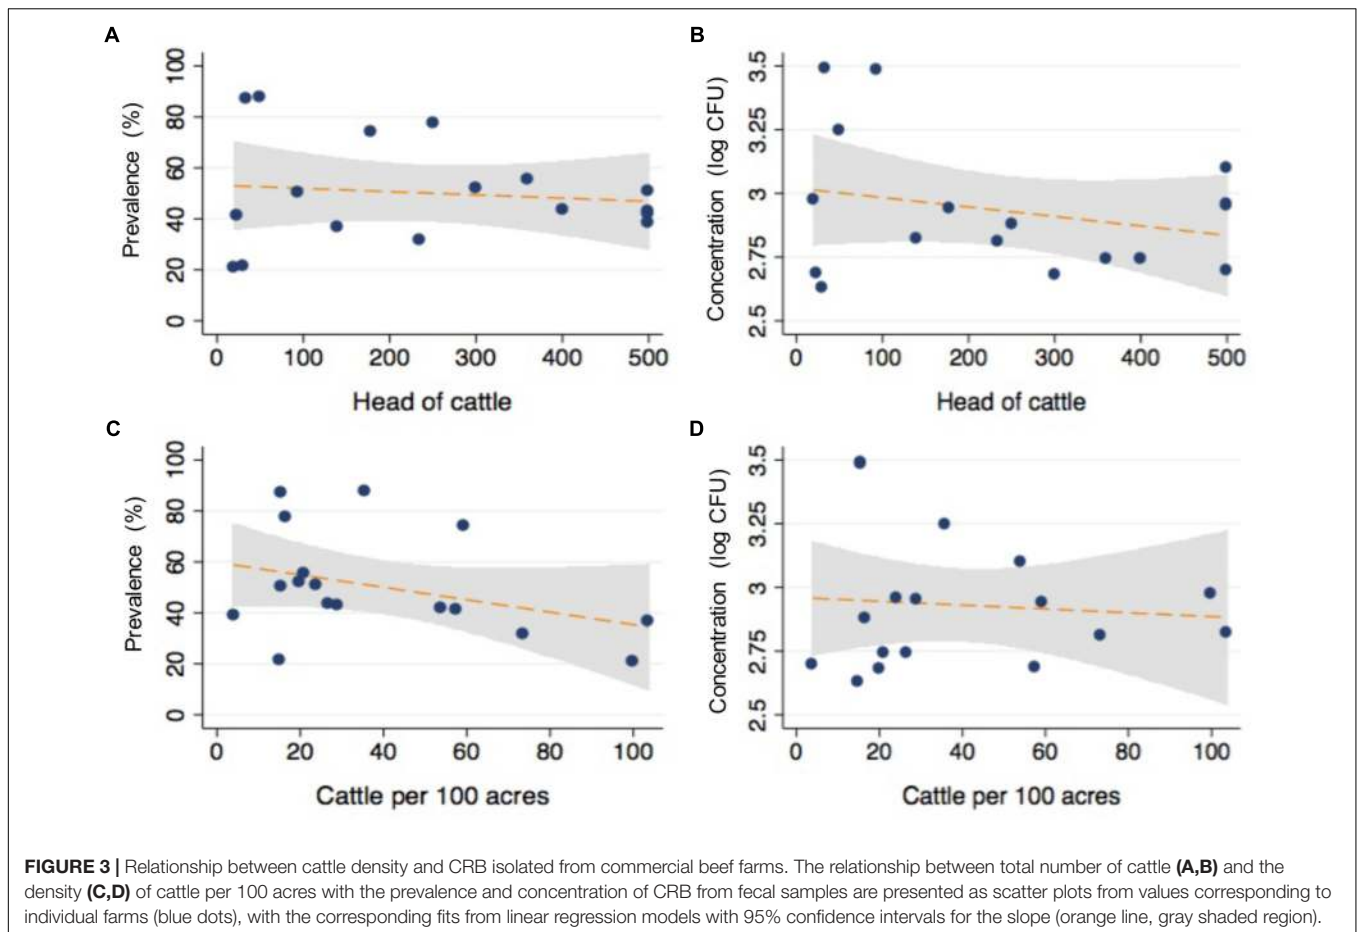 A
B
Prevalence (%)
0 20 40 60 80 100
0 100 200 300 400 500
Head of cattle
Concentration (log CFU)
2.5 2.75 3 3.25 3.5
0 100 200 300 400 500
Head of cattle
C
D
Prevalence (%)
0 20 40 60 80 100
0 20 40 60 80 100
Cattle per 100 acres
Concentration (log CFU)
2.5 2.75 3 3.25 3.5
0 20 40 60 80 100
Cattle per 100 acres
FIGURE 3 | Relationship between cattle density and CRB isolated from commercial beef farms. The relationship between total number of cattle (A,B) and the
density (C,D) of cattle per 100 acres with the prevalence and concentration of CRB from fecal samples are presented as scatter plots from values corresponding to
individual farms (blue dots), with the corresponding fits from linear regression models with 95% confidence intervals for the slope (orange line, gray shaded region).